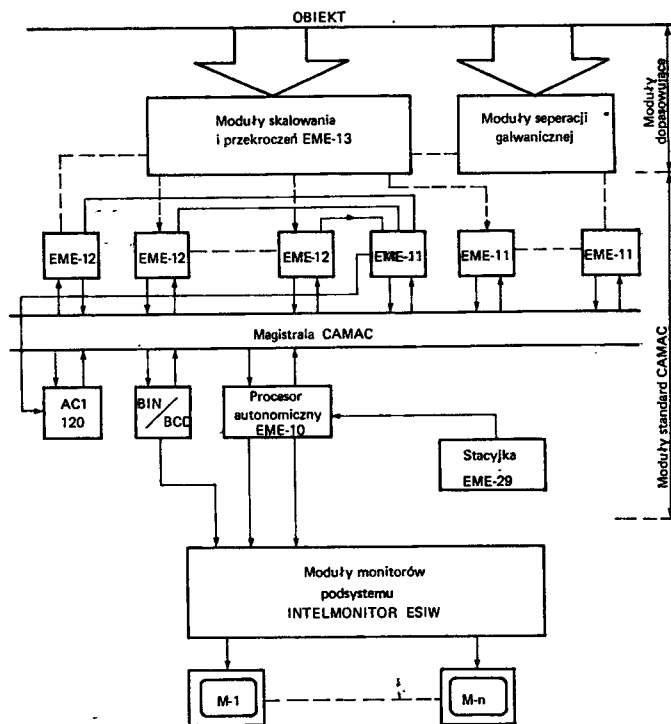 OBIEKT
Moduły skalowania
i przekroczeń EME-13
Moduły seperacji
galwanicznej
Moduły
dopasowujące
EME-12
EME-12
EME-12
EME-11
EME-11
EME-11
Magistrala CAMAC
Moduły standard CAMAC
AC1
120
BIN/BCD
Procesor
autonomiczny
EME-10
Stacyjka
EME-29
Moduły monitorów
podsystemu
INTELMONITOR ESIW
M-1
M-n